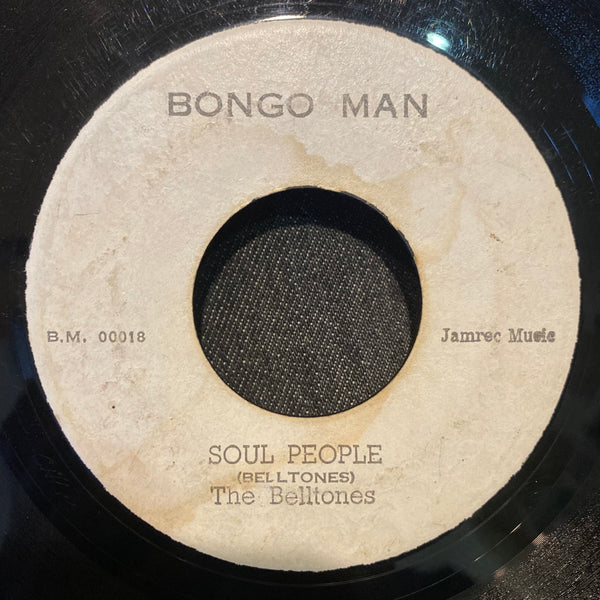 BONGO MAN
B.M. 00018
Jamrec Music
SOUL PEOPLE
(BELLTONES)
The Belltones